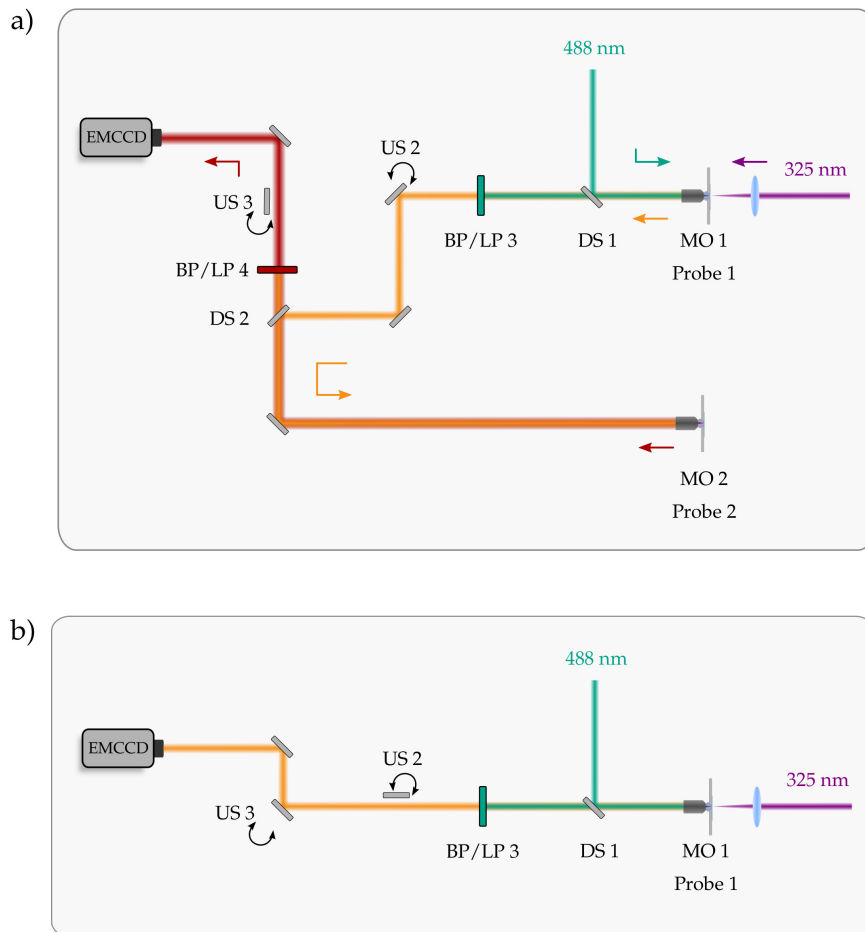 a)
488 nm
EMCCD
US 2
325 nm
US 3
BP/LP 3
DS 1
MO 1
BP/LP 4
Probe 1
DS 2
MO 2
Probe 2
b)
488 nm
EMCCD
US 2
325 nm
US 3
BP/LP 3
DS 1
MO 1
Probe 1